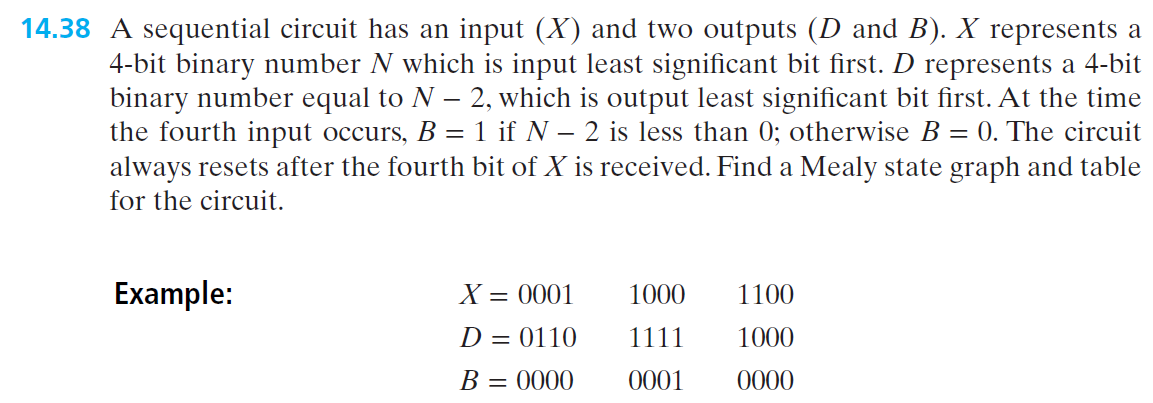 14.38 A sequential circuit has an input (X) and two outputs (D and B). X represents a
4-bit binary number N which is input least significant bit first. D represents a 4-bit
binary number equal to N – 2, which is output least significant bit first. At the time
the fourth input occurs, B = 1 if N – 2 is less than 0; otherwise B = 0. The circuit
always resets after the fourth bit of X is received. Find a Mealy state graph and table
for the circuit.
Example: X = 0001 1000 1100
D = 0110 1111 1000
B = 0000 0001 0000